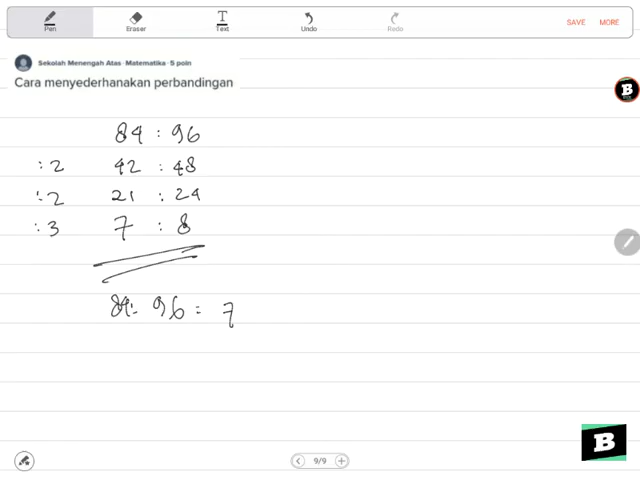 Pen Eraser Text Undo Redo SAVE MORE
Sekolah Menengah Atas · Matematika · 5 poin
Cara menyederhanakan perbandingan
B
84 : 96
:2 42 : 48
:2 21 : 24
:3 7 : 8
84 : 96 = 7
9/9
B